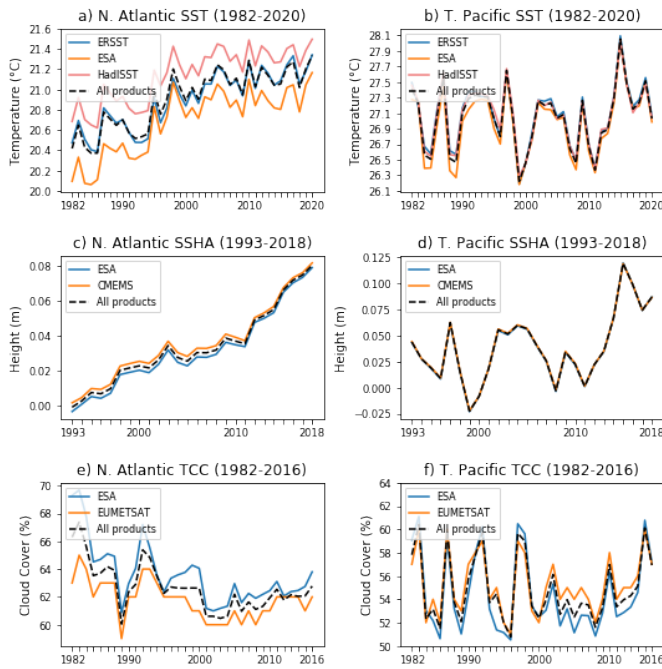 a) N. Atlantic SST (1982-2020)
Temperature (°C)
21.6
21.4
21.2
21.0
20.8
20.6
20.4
20.2
20.0
ERSST
ESA
HadISST
All products
1982
1990
2000
2010
2020
b) T. Pacific SST (1982-2020)
Temperature (°C)
28.1
27.9
27.7
27.5
27.3
27.1
26.9
26.7
26.5
26.3
26.1
ERSST
ESA
HadISST
All products
1982
1990
2000
2010
2020
c) N. Atlantic SSHA (1993-2018)
Height (m)
0.08
0.06
0.04
0.02
0.00
ESA
CMEMS
All products
1993
2000
2010
2018
d) T. Pacific SSHA (1993-2018)
Height (m)
0.125
0.100
0.075
0.050
0.025
0.000
−0.025
ESA
CMEMS
All products
1993
2000
2010
2018
e) N. Atlantic TCC (1982-2016)
Cloud Cover (%)
70
68
66
64
62
60
ESA
EUMETSAT
All products
1982
1990
2000
2010
2016
f) T. Pacific TCC (1982-2016)
Cloud Cover (%)
64
62
60
58
56
54
52
50
ESA
EUMETSAT
All products
1982
1990
2000
2010
2016